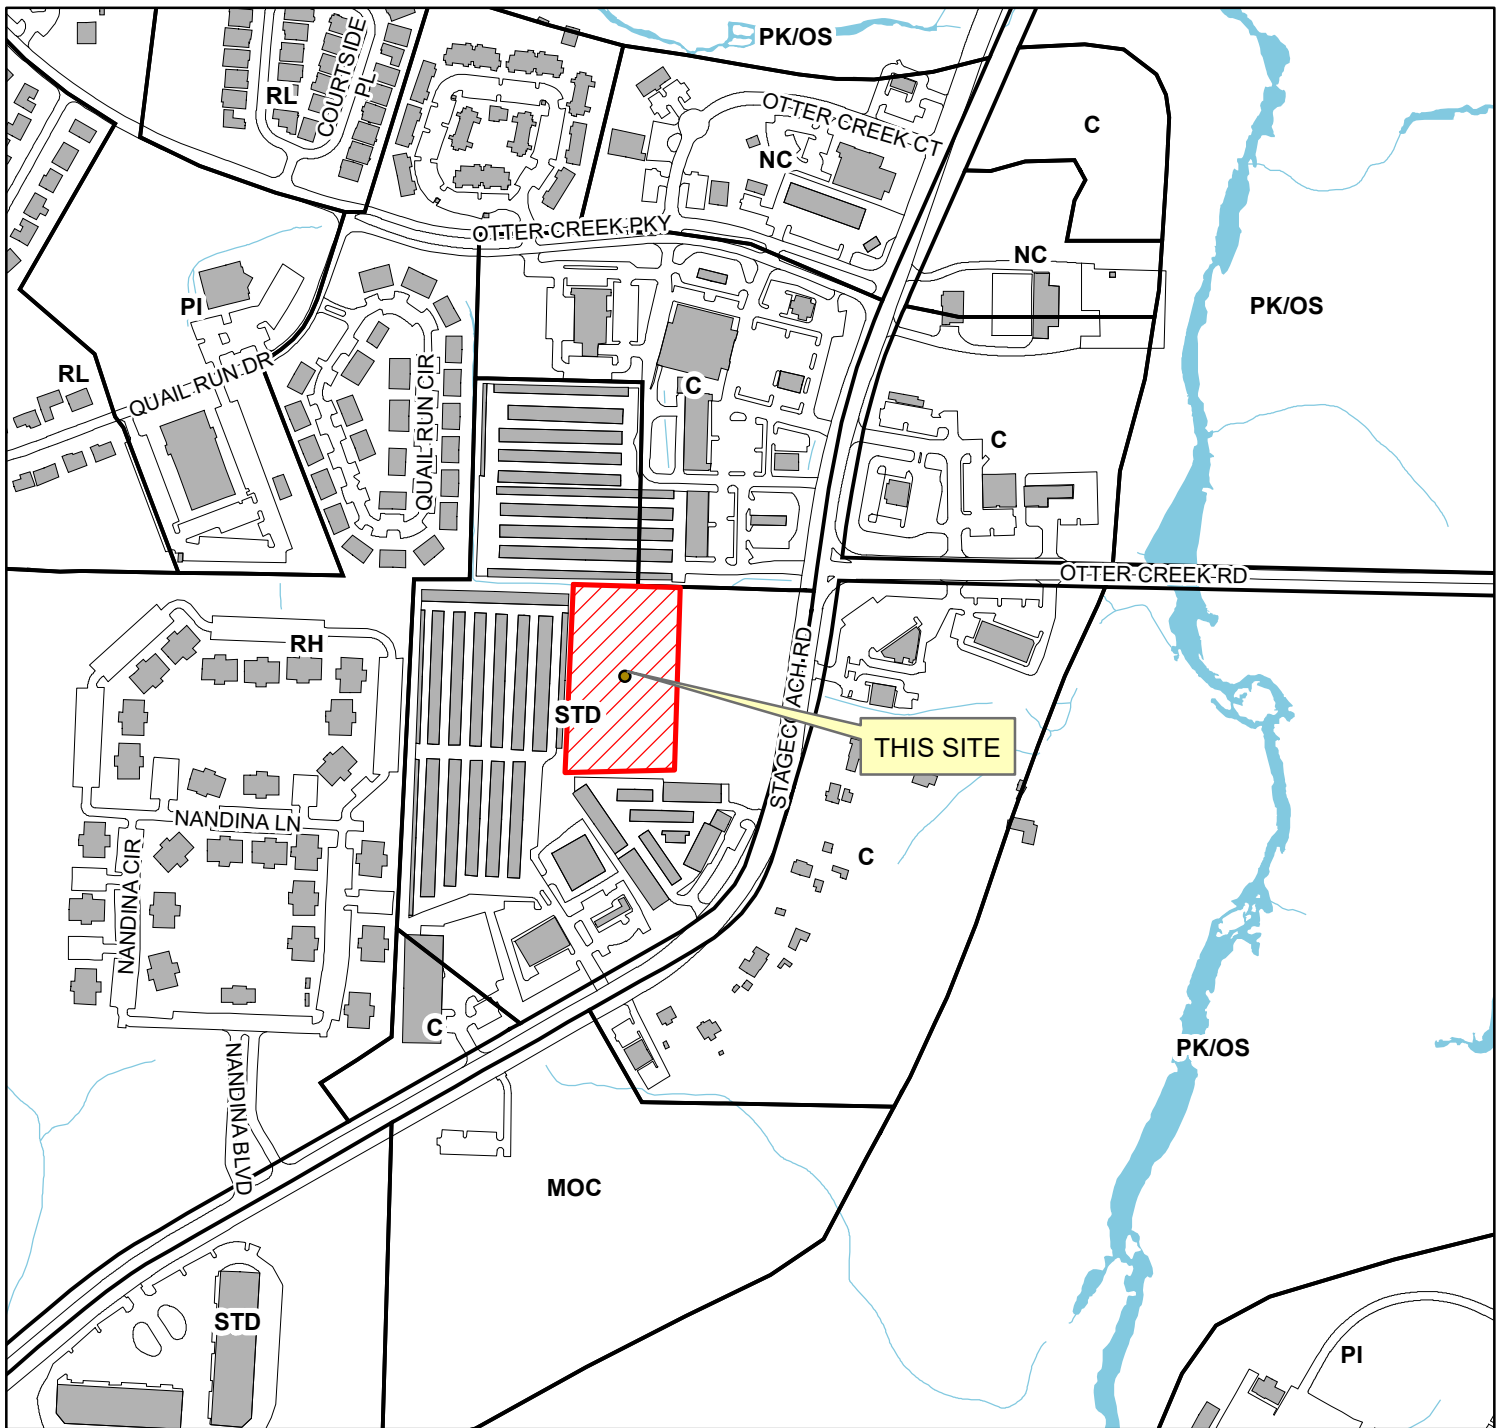 PK/OS
COURTSIDE
PL
RL
OTTER CREEK CT
C
NC
OTTER CREEK PKY
NC
PI
PK/OS
QUAIL RUN DR
RL
QUAIL RUN CIR
C
C
OTTER CREEK RD
RH
STD
STAGECOACH RD
THIS SITE
NANDINA LN
NANDINA CIR
C
C
PK/OS
NANDINA BLVD
MOC
STD
PI